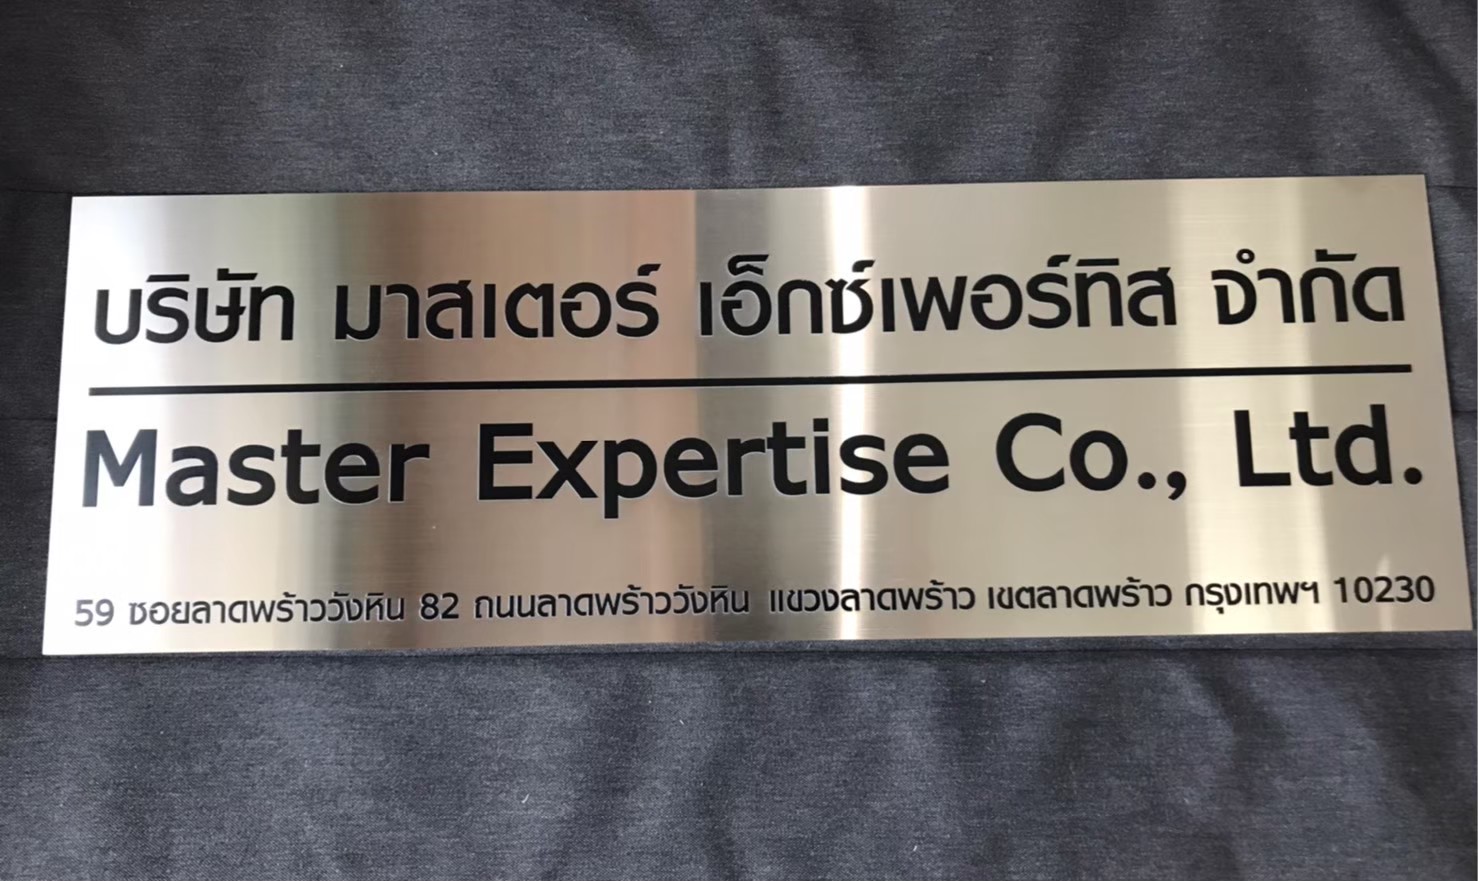 บริษัท มาสเตอร์ เอ็กซ์เพอร์ทิส จำกัด
Master Expertise Co., Ltd.
59 ซอยลาดพร้าววังหิน 82 ถนนลาดพร้าววังหิน แขวงลาดพร้าว เขตลาดพร้าว กรุงเทพฯ 10230